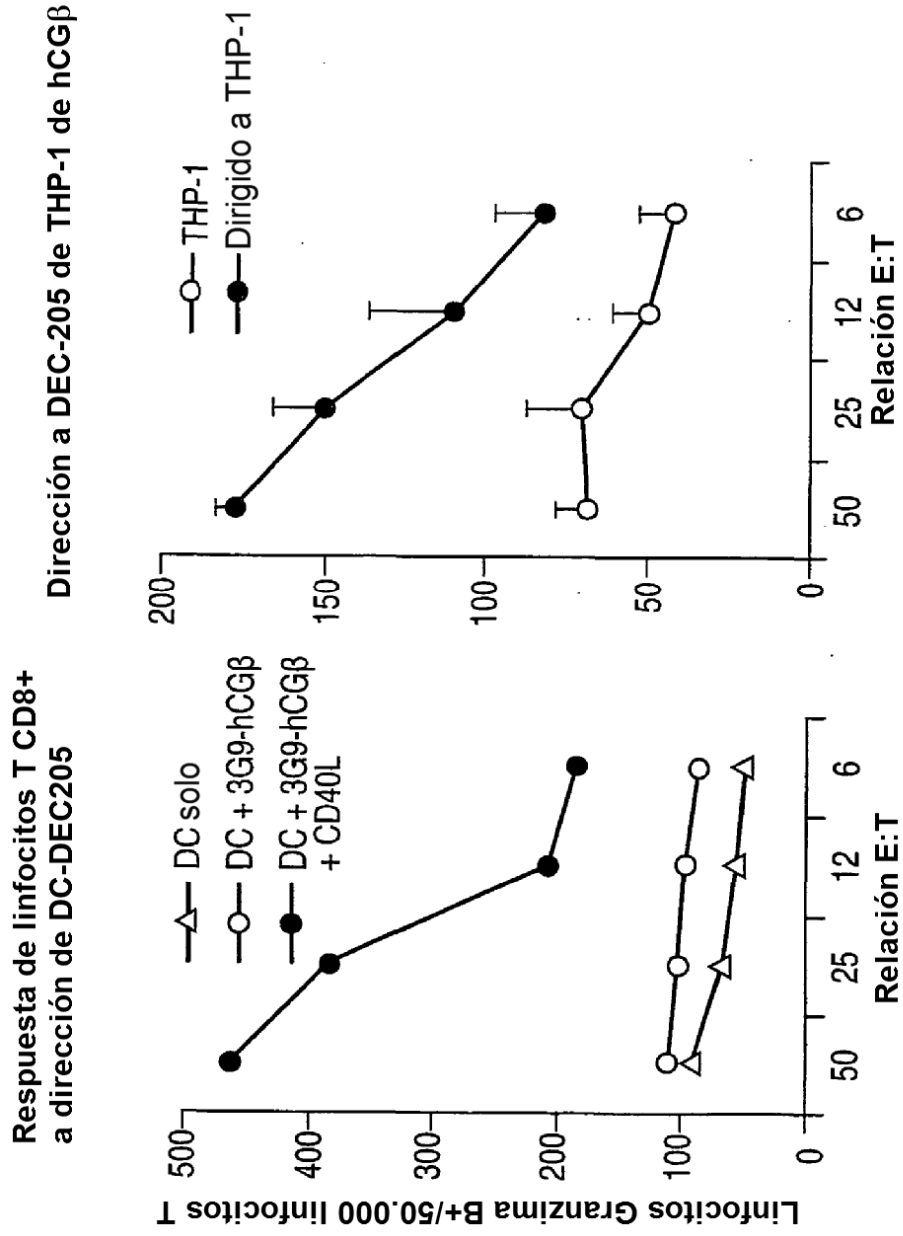 Respuesta de linfocitos T CD8+
a dirección de DC-DEC205
DC solo
DC + 3G9-hCGβ
DC + 3G9-hCGβ
+ CD40L
Linfocitos Granzima B+/50.000 linfocitos T
500
400
300
200
100
0
50
25
12
6
Relación E:T
Dirección a DEC-205 de THP-1 de hCGβ
THP-1
Dirigido a THP-1
200
150
100
50
0
50
25
12
6
Relación E:T